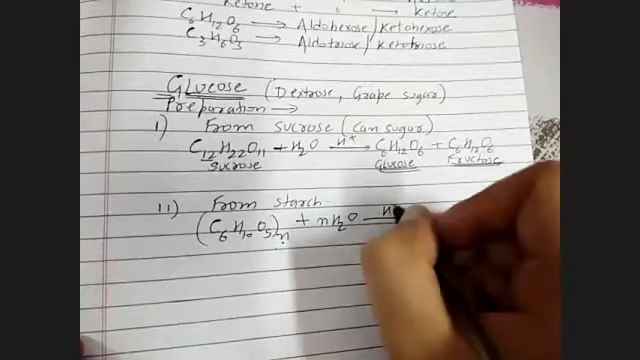 Ketone + " → ketose
C6H12O6 → Aldohexose/Ketohexose
C3H6O3 → Aldotriose/ketotriose
Glucose (Dextrose, Grape sugar)
Preparation →
I) From sucrose (Can sugar)
C12H22O11 + H2O H+ → C6H12O6 + C6H12O6
Sucrose Glucose Fructose
II) From starch
(C6H10O5)n + nH2O H